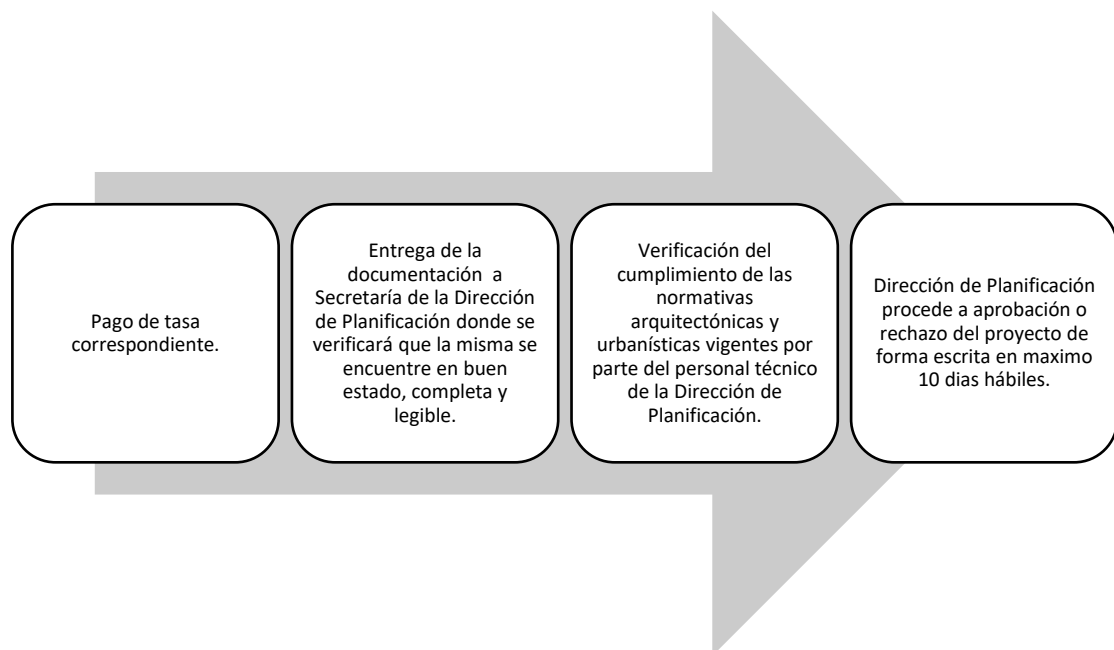 Pago de tasa
correspondiente.
Entrega de la
documentación  a
Secretaría de la Dirección
de Planificación donde se
verificará que la misma se
encuentre en buen
estado, completa y
legible.
Verificación del
cumplimiento de las
normativas
arquitectónicas y
urbanísticas vigentes por
parte del personal técnico
de la Dirección de
Planificación.
Dirección de Planificación
procede a aprobación o
rechazo del proyecto de
forma escrita en maximo
10 dias hábiles.